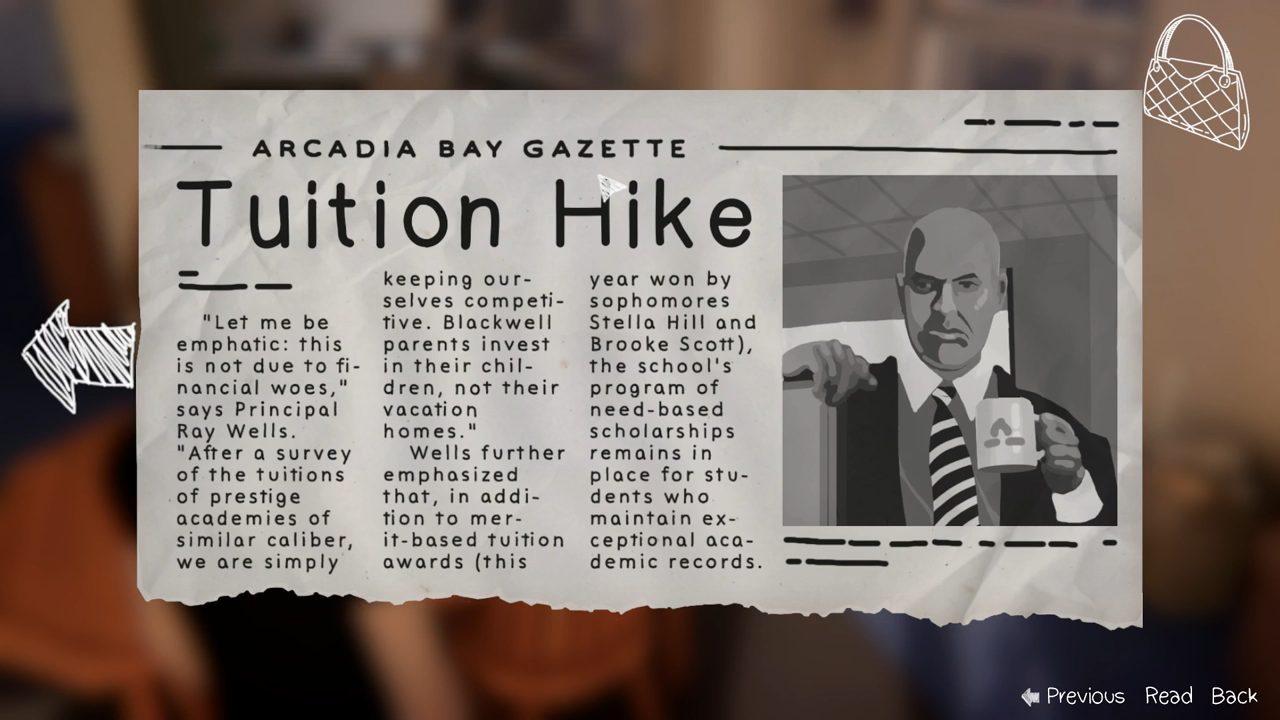 ARCADIA BAY GAZETTE
Tuition Hike
"Let me be
emphatic: this
is not due to fi-
nancial woes,"
says Principal
Ray Wells.
"After a survey
of the tuitions
of prestige
academies of
similar caliber,
we are simply
keeping our-
selves competi-
tive. Blackwell
parents invest
in their chil-
dren, not their
vacation
homes."
Wells further
emphasized
that, in addi-
tion to mer-
it-based tuition
awards (this
year won by
sophomores
Stella Hill and
Brooke Scott),
the school's
program of
need-based
scholarships
remains in
place for stu-
dents who
maintain ex-
ceptional aca-
demic records.
Previous Read Back